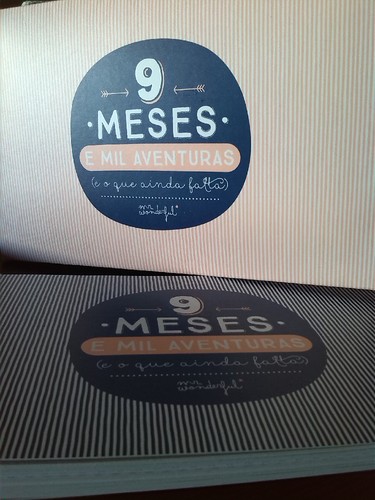 9
·MESES·
E MIL AVENTURAS
(e o que ainda falta)
mr
wonderful*
9
·MESES·
E MIL AVENTURAS
(e o que ainda falta)
mr
wonderful*